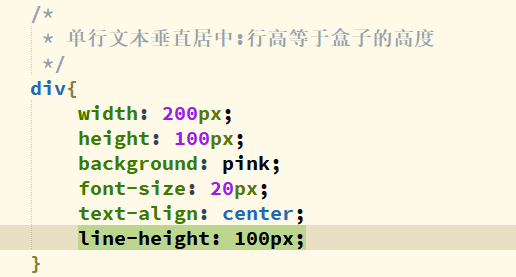 /*
 * 单行文本垂直居中:行高等于盒子的高度
 */
div{
    width: 200px;
    height: 100px;
    background: pink;
    font-size: 20px;
    text-align: center;
    line-height: 100px;
}